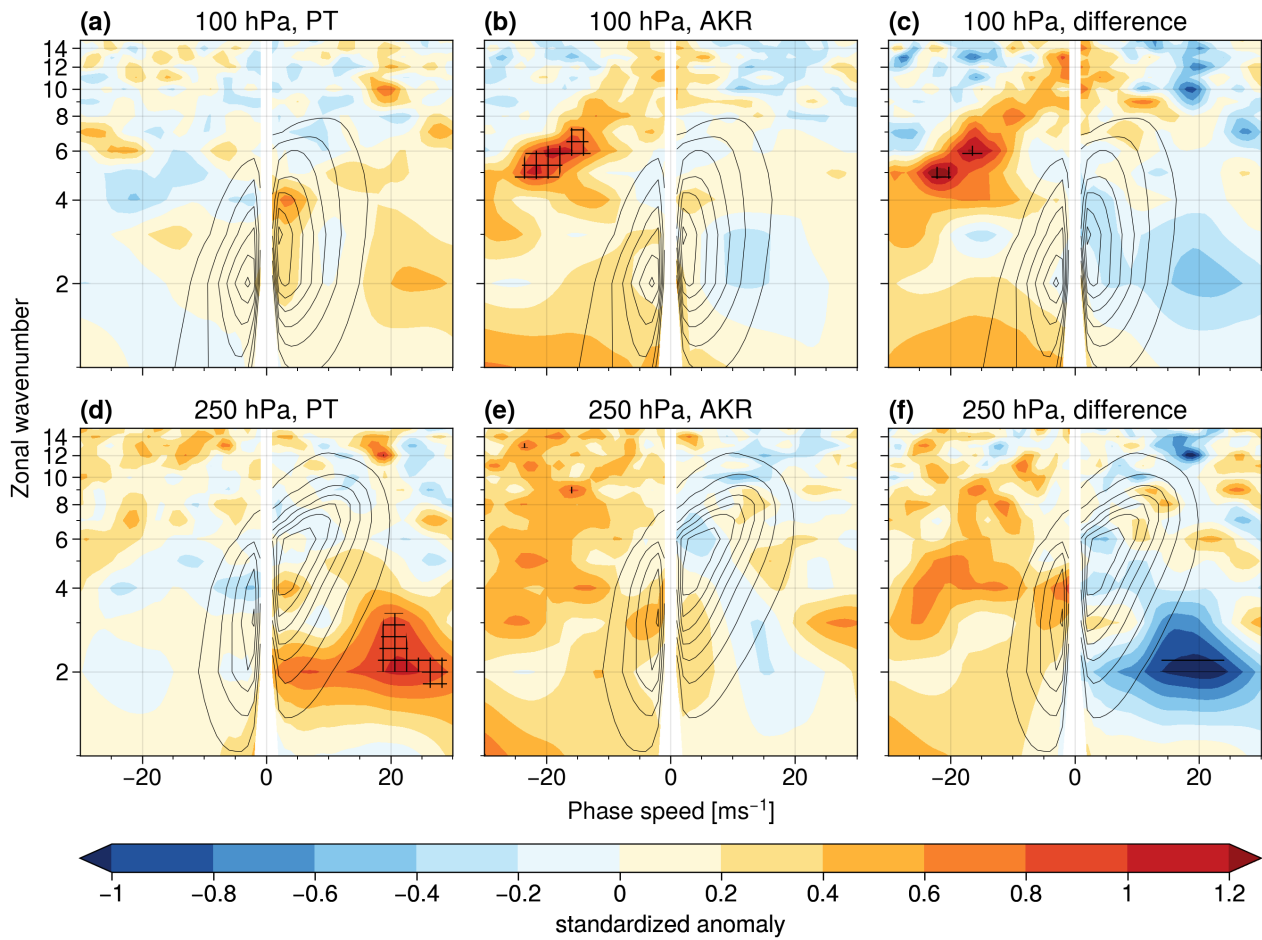 (a) 100 hPa, PT
(b) 100 hPa, AKR
(c) 100 hPa, difference
14
12
10
8
6
4
2
(d) 250 hPa, PT
(e) 250 hPa, AKR
(f) 250 hPa, difference
14
12
10
8
6
4
2
Zonal wavenumber
−20 0 20 −20 0 20 −20 0 20
Phase speed [ms⁻¹]
−1 −0.8 −0.6 −0.4 −0.2 0 0.2 0.4 0.6 0.8 1 1.2
standardized anomaly